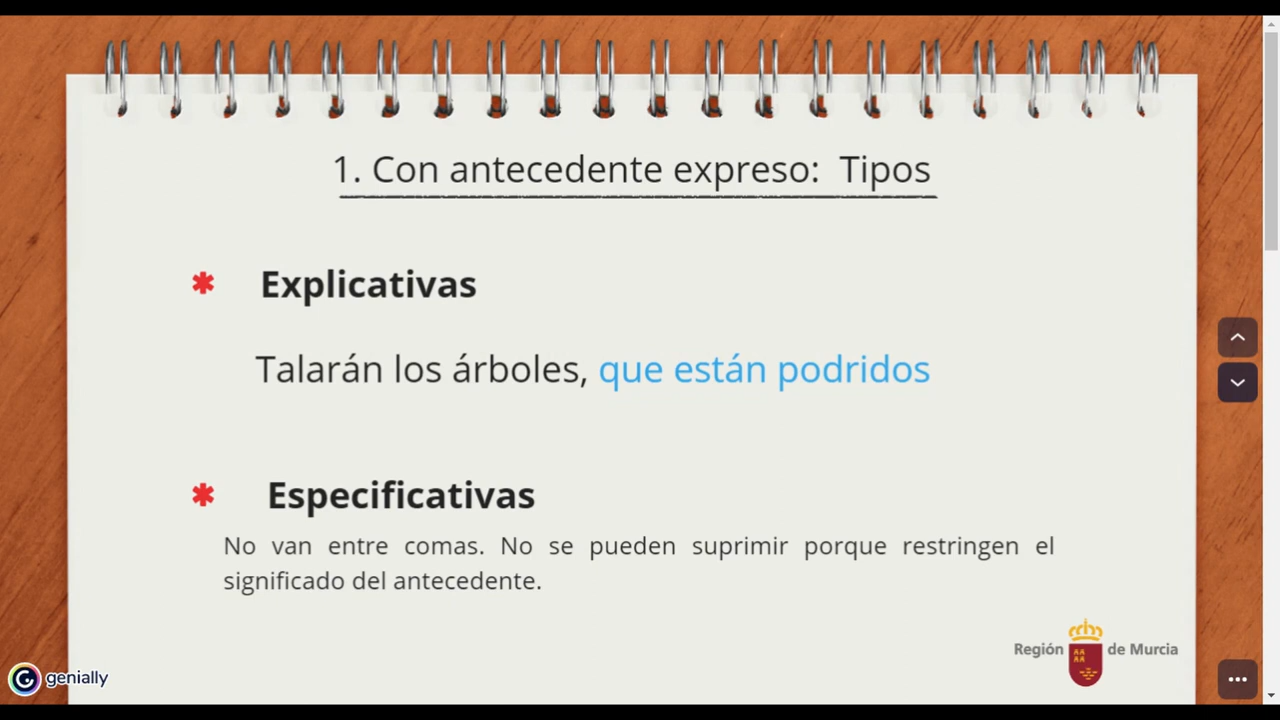 1. Con antecedente expreso: Tipos
* Explicativas
Talarán los árboles, que están podridos
* Especificativas
No van entre comas. No se pueden suprimir porque restringen el
significado del antecedente.
Región de Murcia
genially